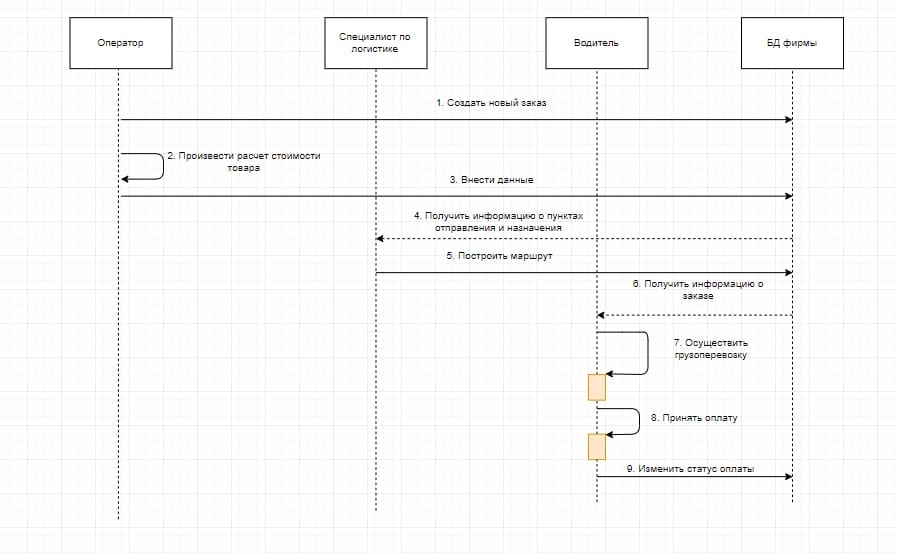 Оператор
Специалист по
логистике
Водитель
БД фирмы
1. Создать новый заказ
2. Произвести расчет стоимости
товара
3. Внести данные
4. Получить информацию о пунктах
отправления и назначения
5. Построить маршрут
6. Получить информацию о
заказе
7. Осуществить
грузоперевозку
8. Принять оплату
9. Изменить статус оплаты